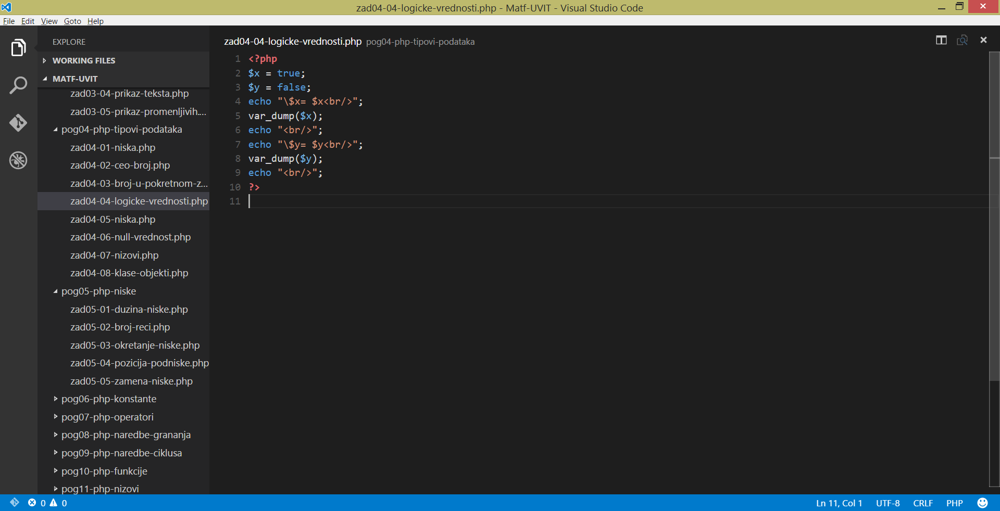 zad04-04-logicke-vrednosti.php - Matf-UVIT - Visual Studio Code
File Edit View Goto Help
EXPLORE
WORKING FILES
MATF-UVIT
zad03-04-prikaz-teksta.php
zad03-05-prikaz-promenljivih....
pog04-php-tipovi-podataka
zad04-01-niska.php
zad04-02-ceo-broj.php
zad04-03-broj-u-pokretnom-z...
zad04-04-logicke-vrednosti.php
zad04-05-niska.php
zad04-06-null-vrednost.php
zad04-07-nizovi.php
zad04-08-klase-objekti.php
pog05-php-niske
zad05-01-duzina-niske.php
zad05-02-broj-reci.php
zad05-03-okretanje-niske.php
zad05-04-pozicija-podniske.php
zad05-05-zamena-niske.php
pog06-php-konstante
pog07-php-operatori
pog08-php-naredbe-grananja
pog09-php-naredbe-ciklusa
pog10-php-funkcije
pog11-php-nizovi
zad04-04-logicke-vrednosti.php pog04-php-tipovi-podataka
1 <?php
2 $x = true;
3 $y = false;
4 echo "\$x= $x<br/>";
5 var_dump($x);
6 echo "<br/>";
7 echo "\$y= $y<br/>";
8 var_dump($y);
9 echo "<br/>";
10 ?>
11
0 0
Ln 11, Col 1 UTF-8 CRLF PHP